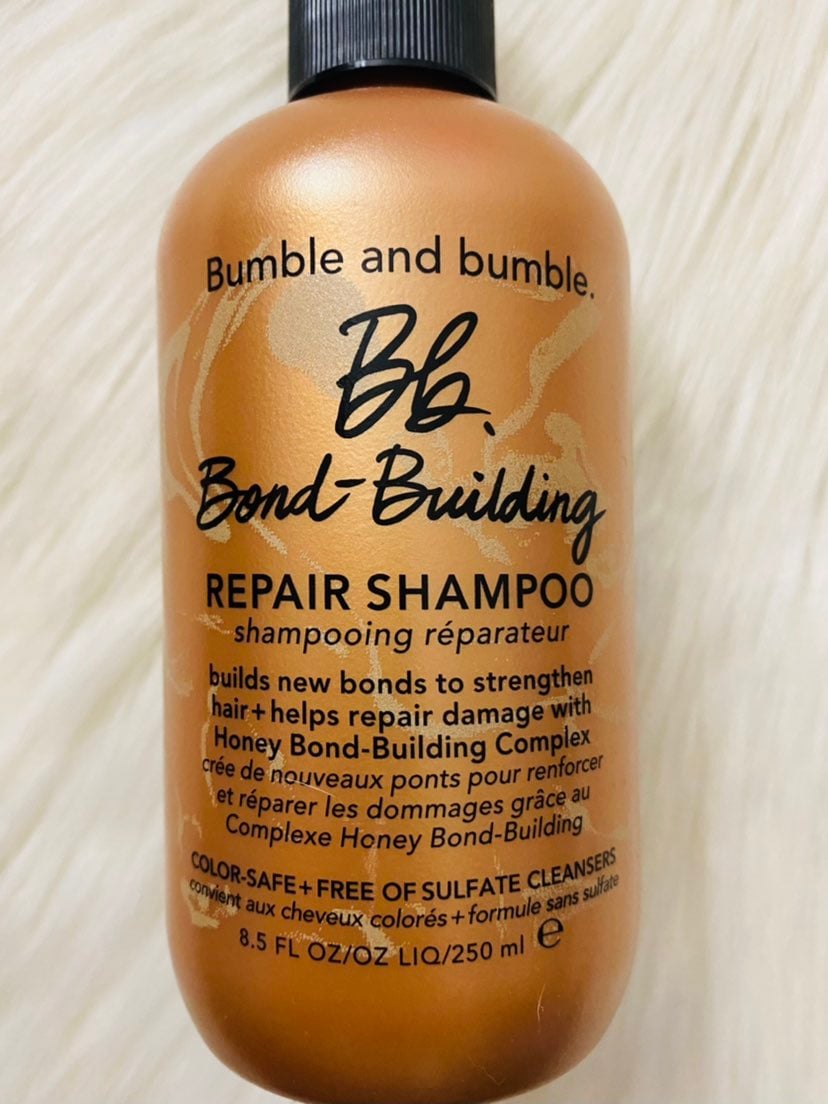 Bumble and bumble.
Bb.
Bond-Building
REPAIR SHAMPOO
shampooing réparateur
builds new bonds to strengthen
hair+helps repair damage with
Honey Bond-Building Complex
crée de nouveaux ponts pour renforcer
et réparer les dommages grâce au
Complexe Honey Bond-Building
COLOR-SAFE+FREE OF SULFATE CLEANSERS
convient aux cheveux colorés+formule sans sulfate
8.5 FL OZ/OZ LIQ/250 ml ℮